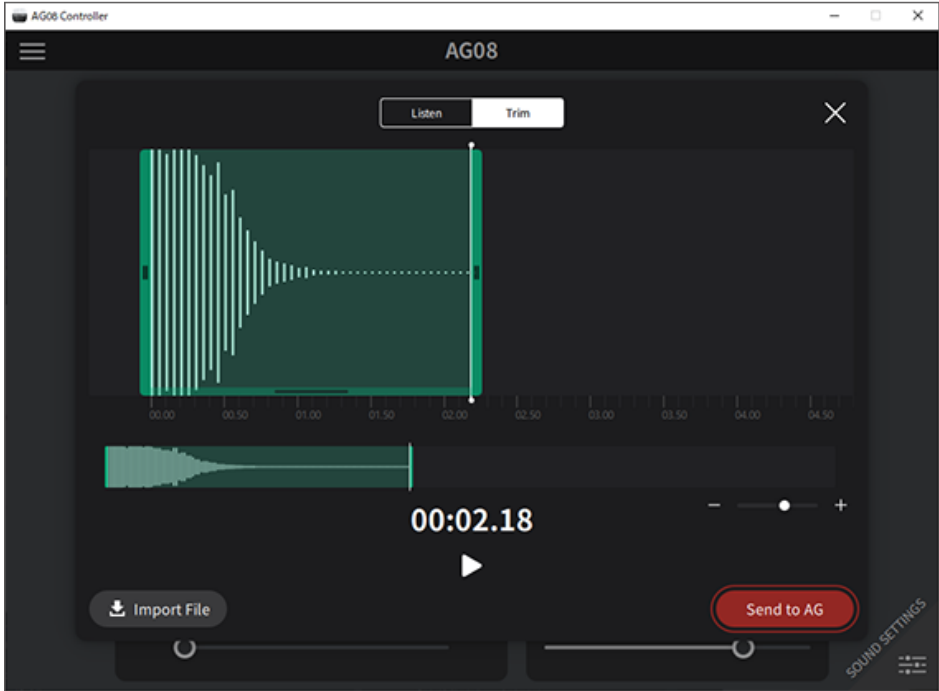 AG08 Controller
AG08
Listen Trim
00.00 00.50 01.00 01.50 02.00 02.50 03.00 03.50 04.00 04.50
00:02.18
Import File
Send to AG
SOUND SETTINGS